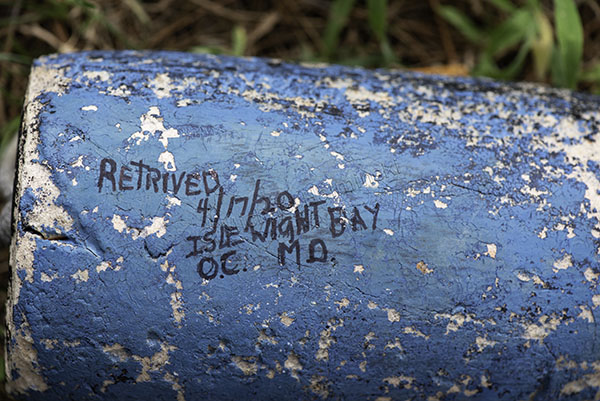 RETRIVED
4/17/20
ISLE WIGHT BAY
O.C. MD.